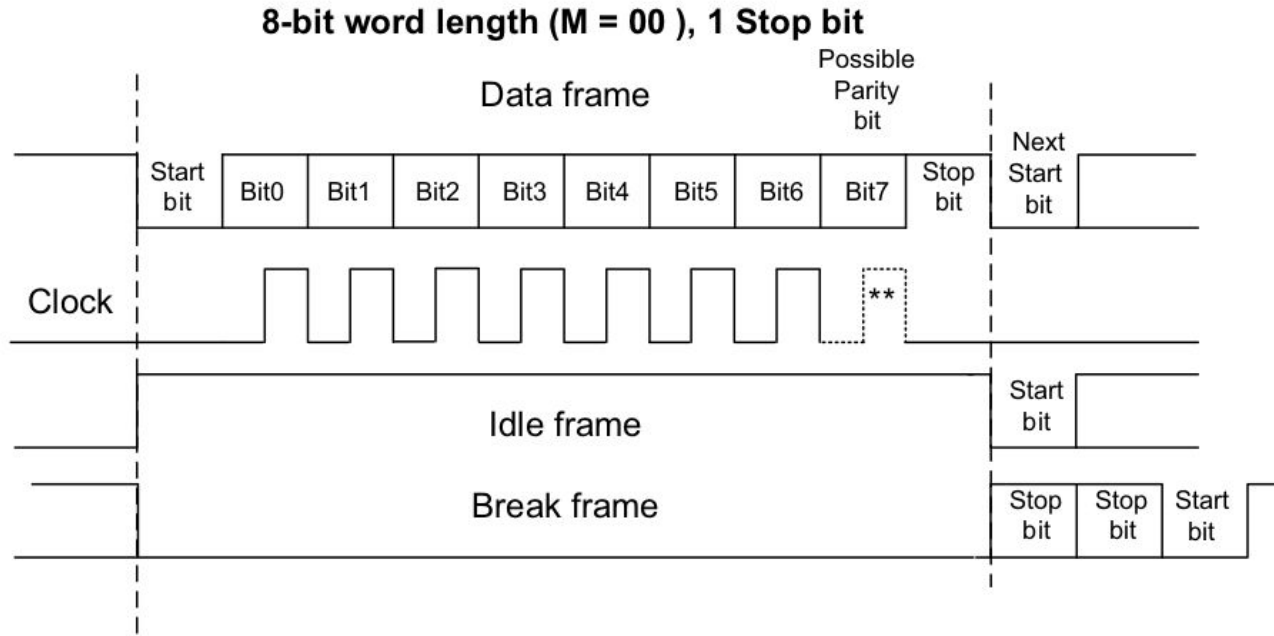 8-bit word length (M = 00 ), 1 Stop bit
Possible
Parity
bit
Data frame
Next
Start
bit
Start
bit
Bit0
Bit1
Bit2
Bit3
Bit4
Bit5
Bit6
Bit7
Stop
bit
Clock
**
Idle frame
Start
bit
Break frame
Stop
bit
Stop
bit
Start
bit